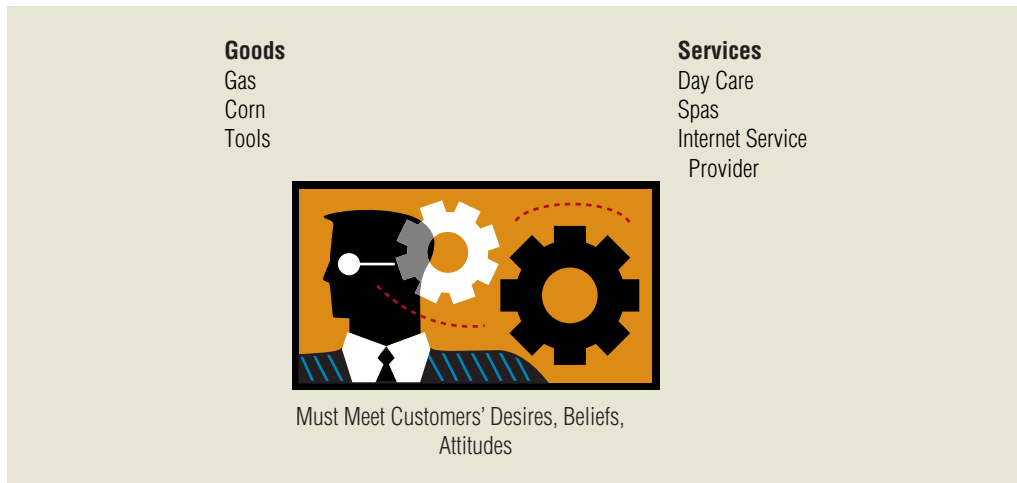 Goods
Gas
Corn
Tools
Services
Day Care
Spas
Internet Service
Provider
Must Meet Customers’ Desires, Beliefs,
Attitudes